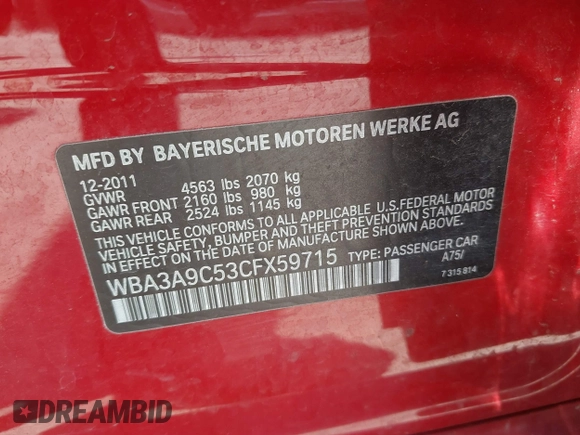 MFD BY BAYERISCHE MOTOREN WERKE AG
12-2011
GVWR 4563 lbs 2070 kg
GAWR FRONT 2160 lbs 980 kg
GAWR REAR 2524 lbs 1145 kg
THIS VEHICLE CONFORMS TO ALL APPLICABLE U.S.FEDERAL MOTOR
VEHICLE SAFETY, BUMPER AND THEFT PREVENTION STANDARDS
IN EFFECT ON THE DATE OF MANUFACTURE SHOWN ABOVE.
WBA3A9C53CFX59715 TYPE: PASSENGER CAR
A75/
7 315 814
DREAMBID